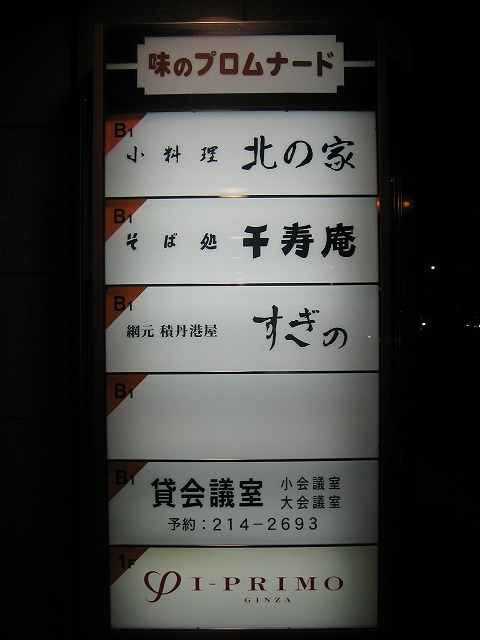 味のプロムナード
B1
小料理 北の家
B1
そば処 千寿庵
B1
網元 積丹港屋 すすきの
B1
B1
貸会議室 小会議室
大会議室
予約:214-2693
1F
I-PRIMO
GINZA